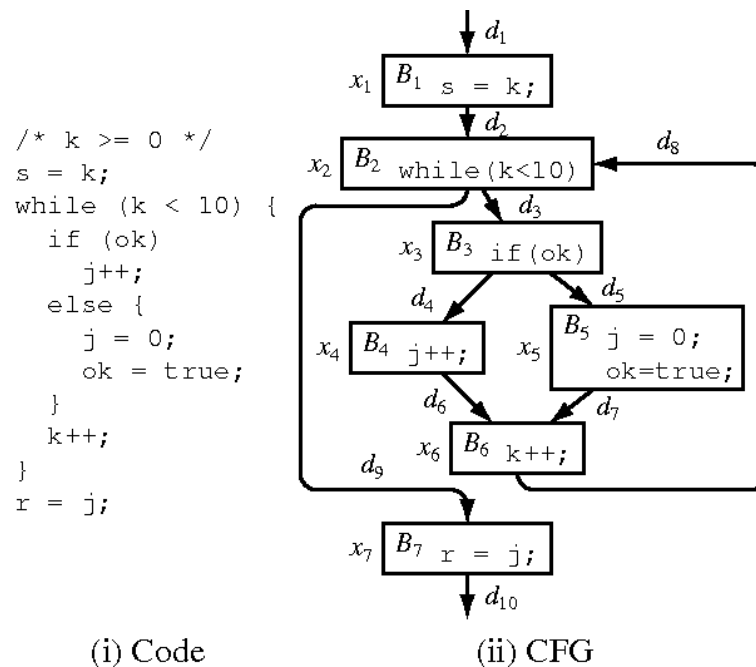 /* k >= 0 */
s = k;
while (k < 10) {
if (ok)
j++;
else {
j = 0;
ok = true;
}
k++;
}
r = j;
(i) Code
d1
x1 B1 s = k;
d2
x2 B2 while(k<10)
d8
d3
x3 B3 if(ok)
d4
d5
x4 B4 j++;
x5 B5 j = 0;
ok=true;
d6
d7
x6 B6 k++;
d9
x7 B7 r = j;
d10
(ii) CFG